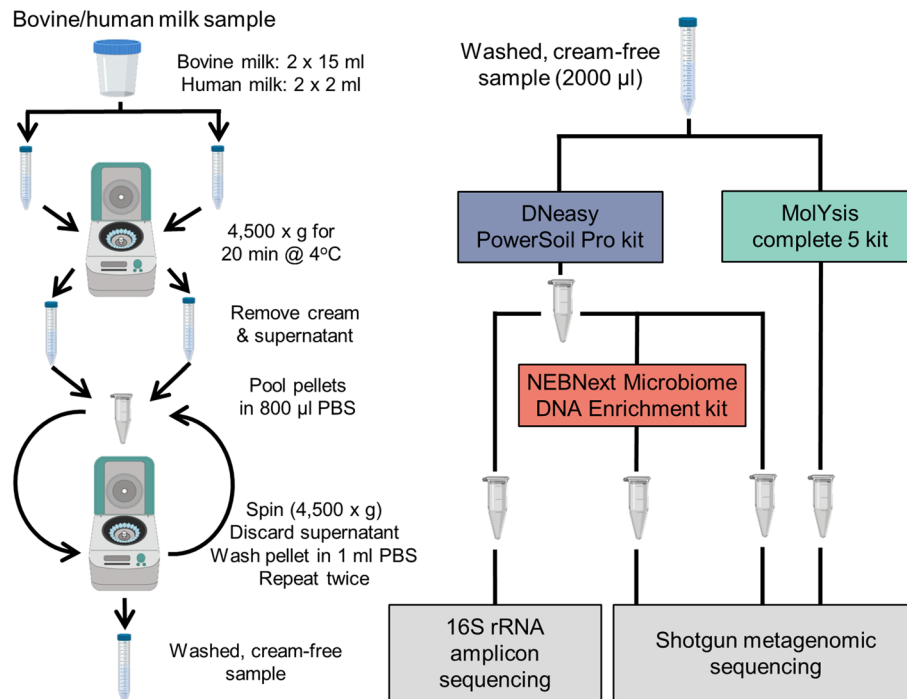 Bovine/human milk sample
Bovine milk: 2 x 15 ml
Human milk: 2 x 2 ml
4,500 x g for
20 min @ 4ºC
Remove cream
& supernatant
Pool pellets
in 800 µl PBS
Spin (4,500 x g)
Discard supernatant
Wash pellet in 1 ml PBS
Repeat twice
Washed, cream-free
sample
Washed, cream-free
sample (2000 µl)
DNeasy
PowerSoil Pro kit
MolYsis
complete 5 kit
NEBNext Microbiome
DNA Enrichment kit
16S rRNA
amplicon
sequencing
Shotgun metagenomic
sequencing